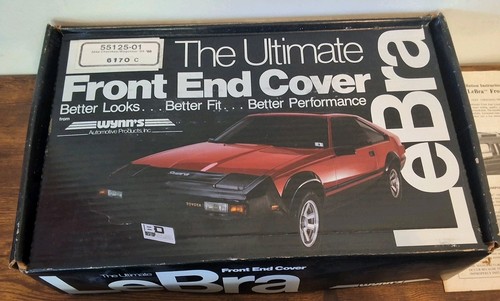 55125-01
6170 C
The Ultimate
Front End Cover
Better Looks... Better Fit... Better Performance
from
WYNN'S
Automotive Products, Inc.
LeBra
The Ultimate
LeBra
Front End Cover